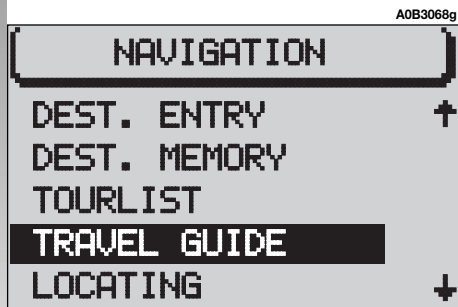 A0B3068g
NAVIGATION
DEST. ENTRY
DEST. MEMORY
TOURLIST
TRAVEL GUIDE
LOCATING